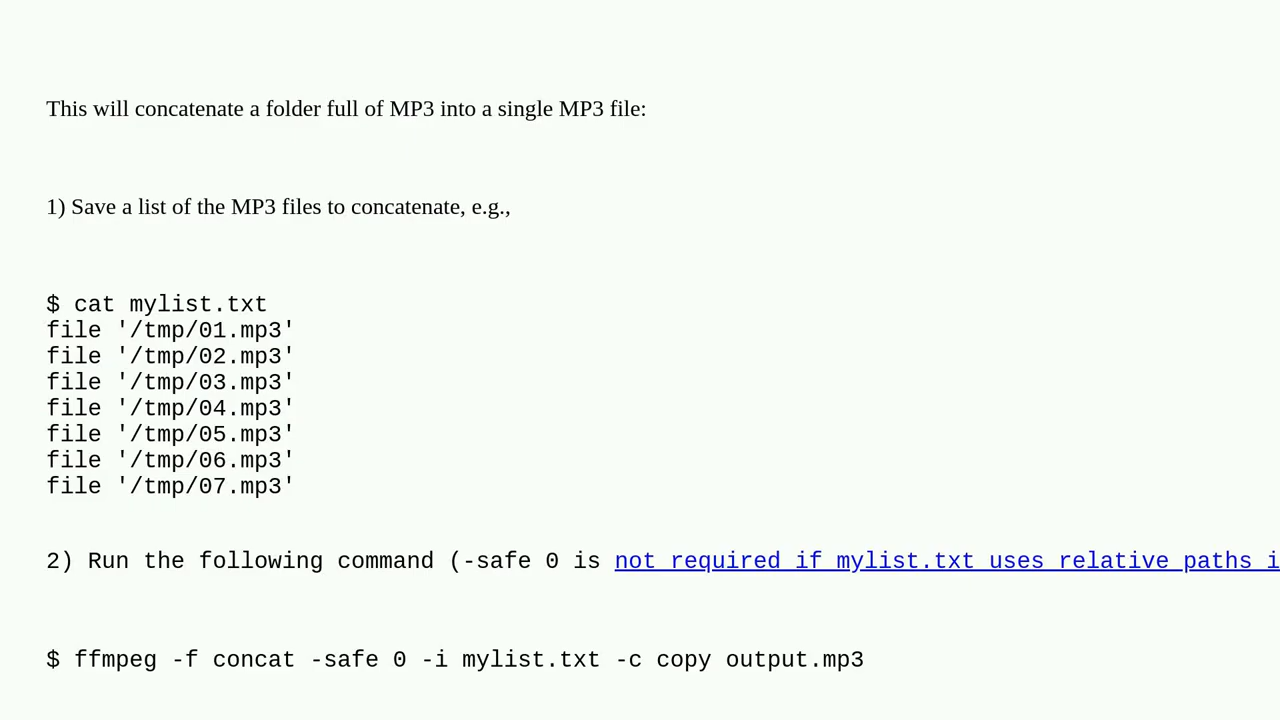 This will concatenate a folder full of MP3 into a single MP3 file:
1) Save a list of the MP3 files to concatenate, e.g.,
$ cat mylist.txt
file '/tmp/01.mp3'
file '/tmp/02.mp3'
file '/tmp/03.mp3'
file '/tmp/04.mp3'
file '/tmp/05.mp3'
file '/tmp/06.mp3'
file '/tmp/07.mp3'
2) Run the following command (-safe 0 is not required if mylist.txt uses relative paths
$ ffmpeg -f concat -safe 0 -i mylist.txt -c copy output.mp3